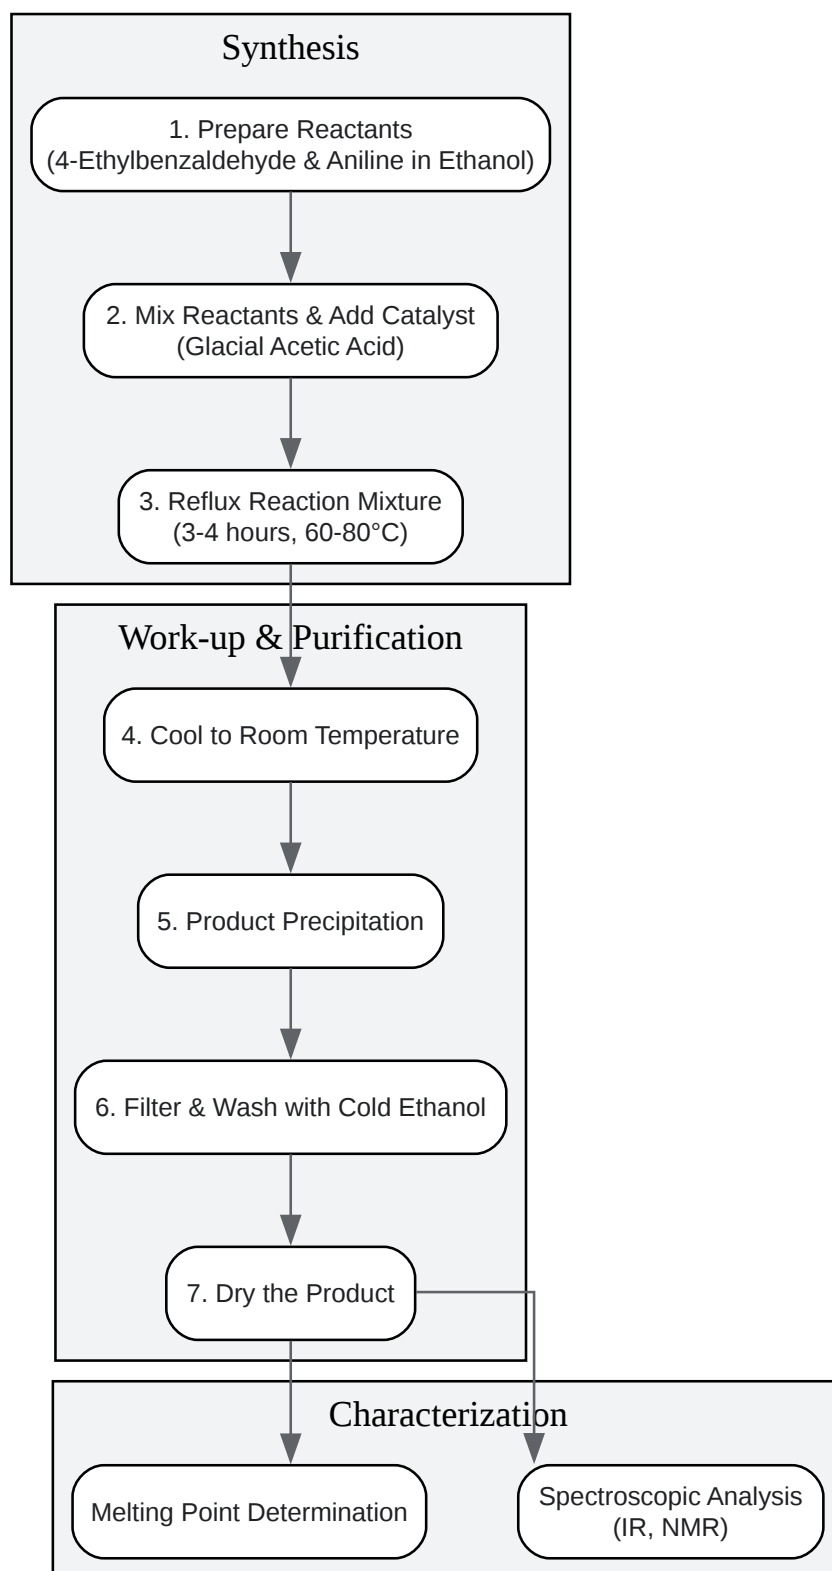 Synthesis
1. Prepare Reactants
(4-Ethylbenzaldehyde & Aniline in Ethanol)
2. Mix Reactants & Add Catalyst
(Glacial Acetic Acid)
3. Reflux Reaction Mixture
(3-4 hours, 60-80°C)
Work-up & Purification
4. Cool to Room Temperature
5. Product Precipitation
6. Filter & Wash with Cold Ethanol
7. Dry the Product
Characterization
Melting Point Determination
Spectroscopic Analysis
(IR, NMR)